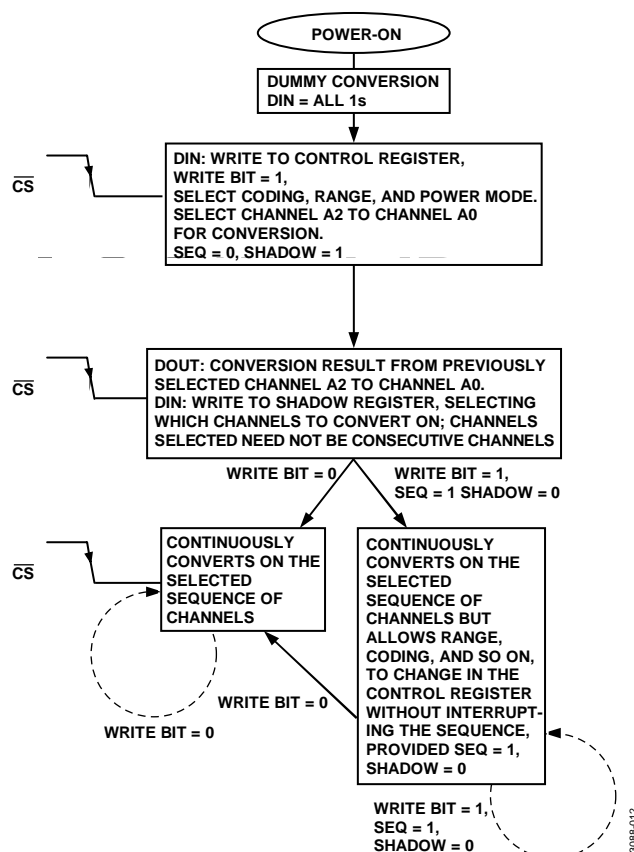 POWER-ON
DUMMY CONVERSION
DIN = ALL 1s
CS
DIN: WRITE TO CONTROL REGISTER,
WRITE BIT = 1,
SELECT CODING, RANGE, AND POWER MODE.
SELECT CHANNEL A2 TO CHANNEL A0
FOR CONVERSION.
SEQ = 0, SHADOW = 1
CS
DOUT: CONVERSION RESULT FROM PREVIOUSLY
SELECTED CHANNEL A2 TO CHANNEL A0.
DIN: WRITE TO SHADOW REGISTER, SELECTING
WHICH CHANNELS TO CONVERT ON; CHANNELS
SELECTED NEED NOT BE CONSECUTIVE CHANNELS
WRITE BIT = 0
WRITE BIT = 1,
SEQ = 1 SHADOW = 0
CS
CONTINUOUSLY
CONVERTS ON THE
SELECTED
SEQUENCE OF
CHANNELS
WRITE BIT = 0
WRITE BIT = 0
CONTINUOUSLY
CONVERTS ON THE
SELECTED
SEQUENCE OF
CHANNELS BUT
ALLOWS RANGE,
CODING, AND SO ON,
TO CHANGE IN THE
CONTROL REGISTER
WITHOUT INTERRUPT-
ING THE SEQUENCE,
PROVIDED SEQ = 1,
SHADOW = 0
WRITE BIT = 1,
SEQ = 1,
SHADOW = 0